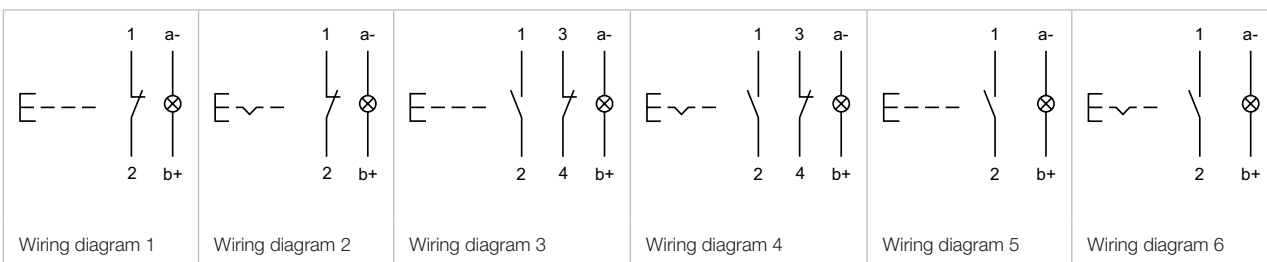 1 a- 1 a- 1 3 a- 1 3 a- 1 a- 1 a-
2 b+ 2 b+ 2 4 b+ 2 4 b+ 2 b+ 2 b+
Wiring diagram 1 Wiring diagram 2 Wiring diagram 3 Wiring diagram 4 Wiring diagram 5 Wiring diagram 6